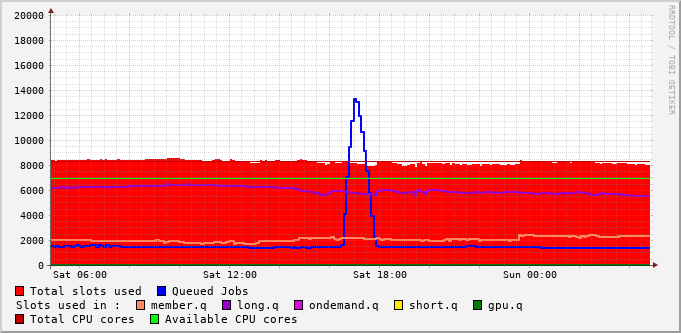 RRDTOOL / TOBI OETIKER
20000
18000
16000
14000
12000
10000
8000
6000
4000
2000
0
Sat 06:00 Sat 12:00 Sat 18:00 Sun 00:00
Total slots used Queued Jobs
Slots used in : member.q long.q ondemand.q short.q gpu.q
Total CPU cores Available CPU cores